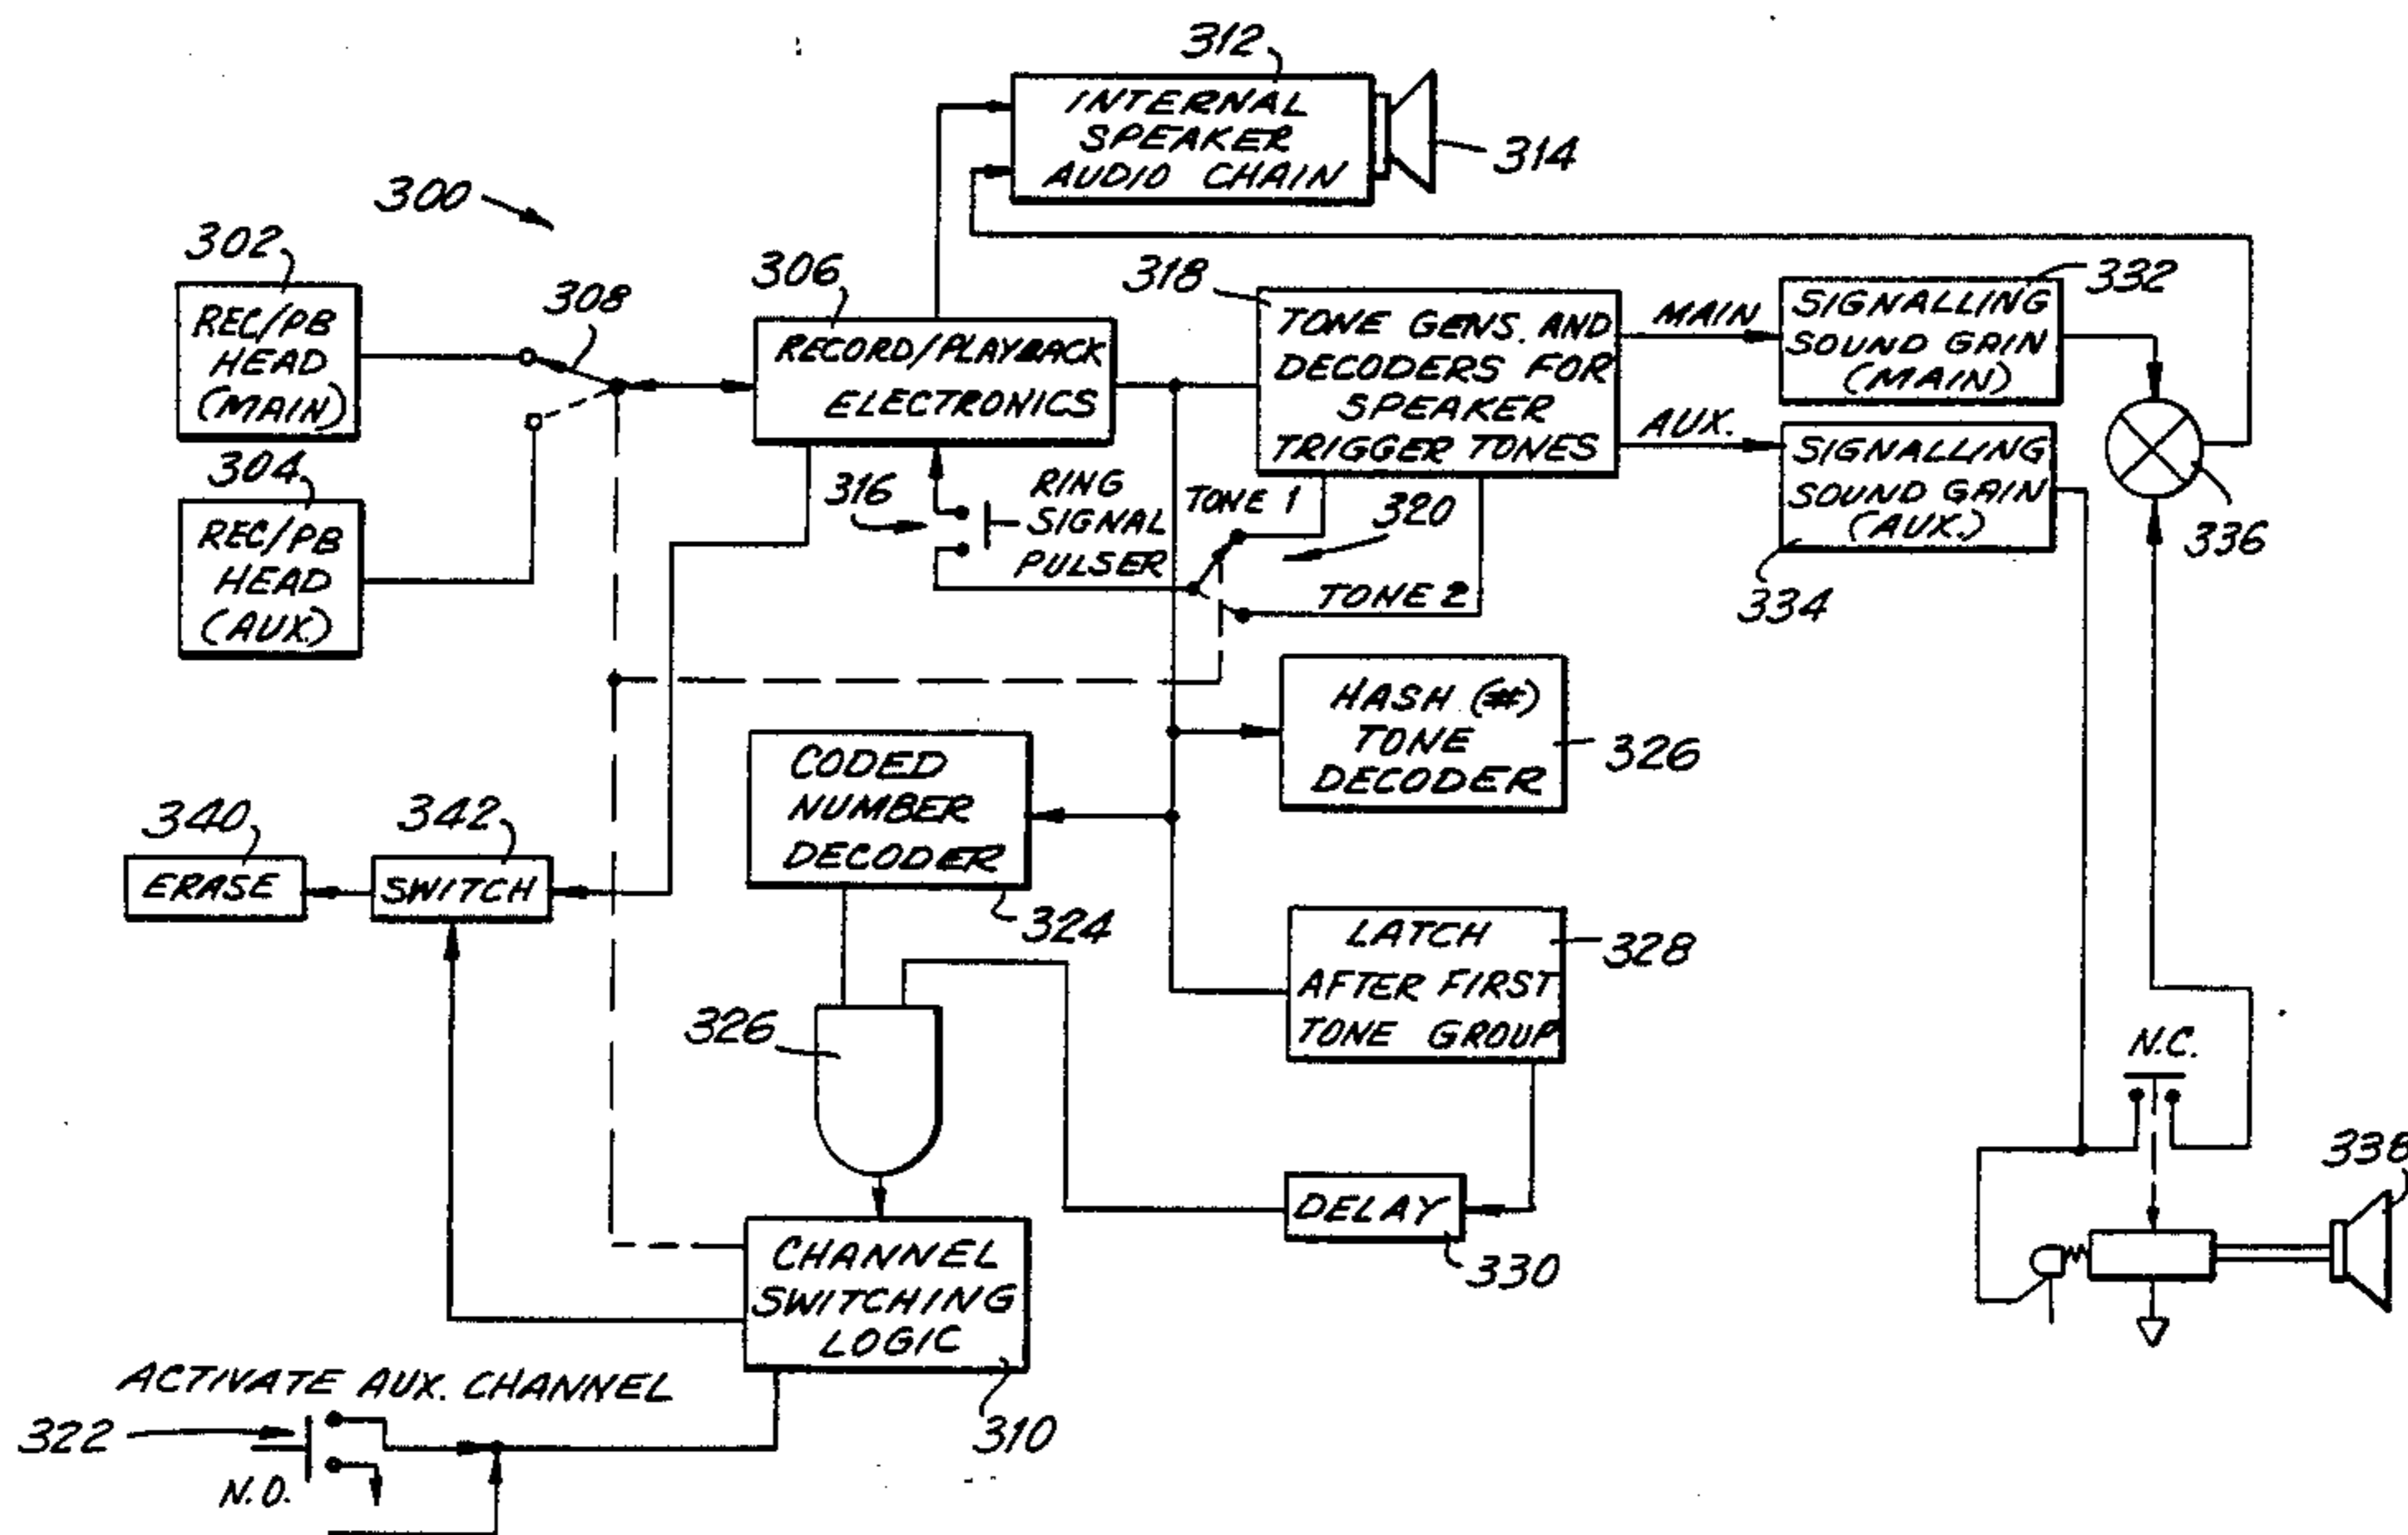 312
INTERNAL
SPEAKER
AUDIO CHAIN
314
300
302
REC/PB
HEAD
(MAIN)
308
306
RECORD/PLAYBACK
ELECTRONICS
318
TONE GENS. AND
DECODERS FOR
SPEAKER
TRIGGER TONES
MAIN
AUX.
332
SIGNALLING
SOUND GAIN
(MAIN)
304
REC/PB
HEAD
(AUX.)
316
RING
SIGNAL
PULSER
TONE 1
320
TONE 2
SIGNALLING
SOUND GAIN
(AUX.)
334
336
HASH (#)
TONE
DECODER
326
CODED
NUMBER
DECODER
324
340
ERASE
342
SWITCH
LATCH
AFTER FIRST
TONE GROUP
328
326
N.C.
338
DELAY
330
CHANNEL
SWITCHING
LOGIC
310
ACTIVATE AUX. CHANNEL
322
N.O.